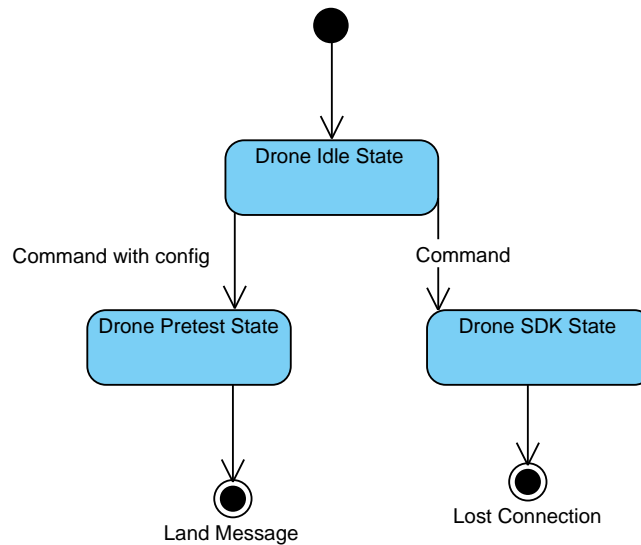 Drone Idle State
Command with config
Command
Drone Pretest State
Drone SDK State
Land Message
Lost Connection